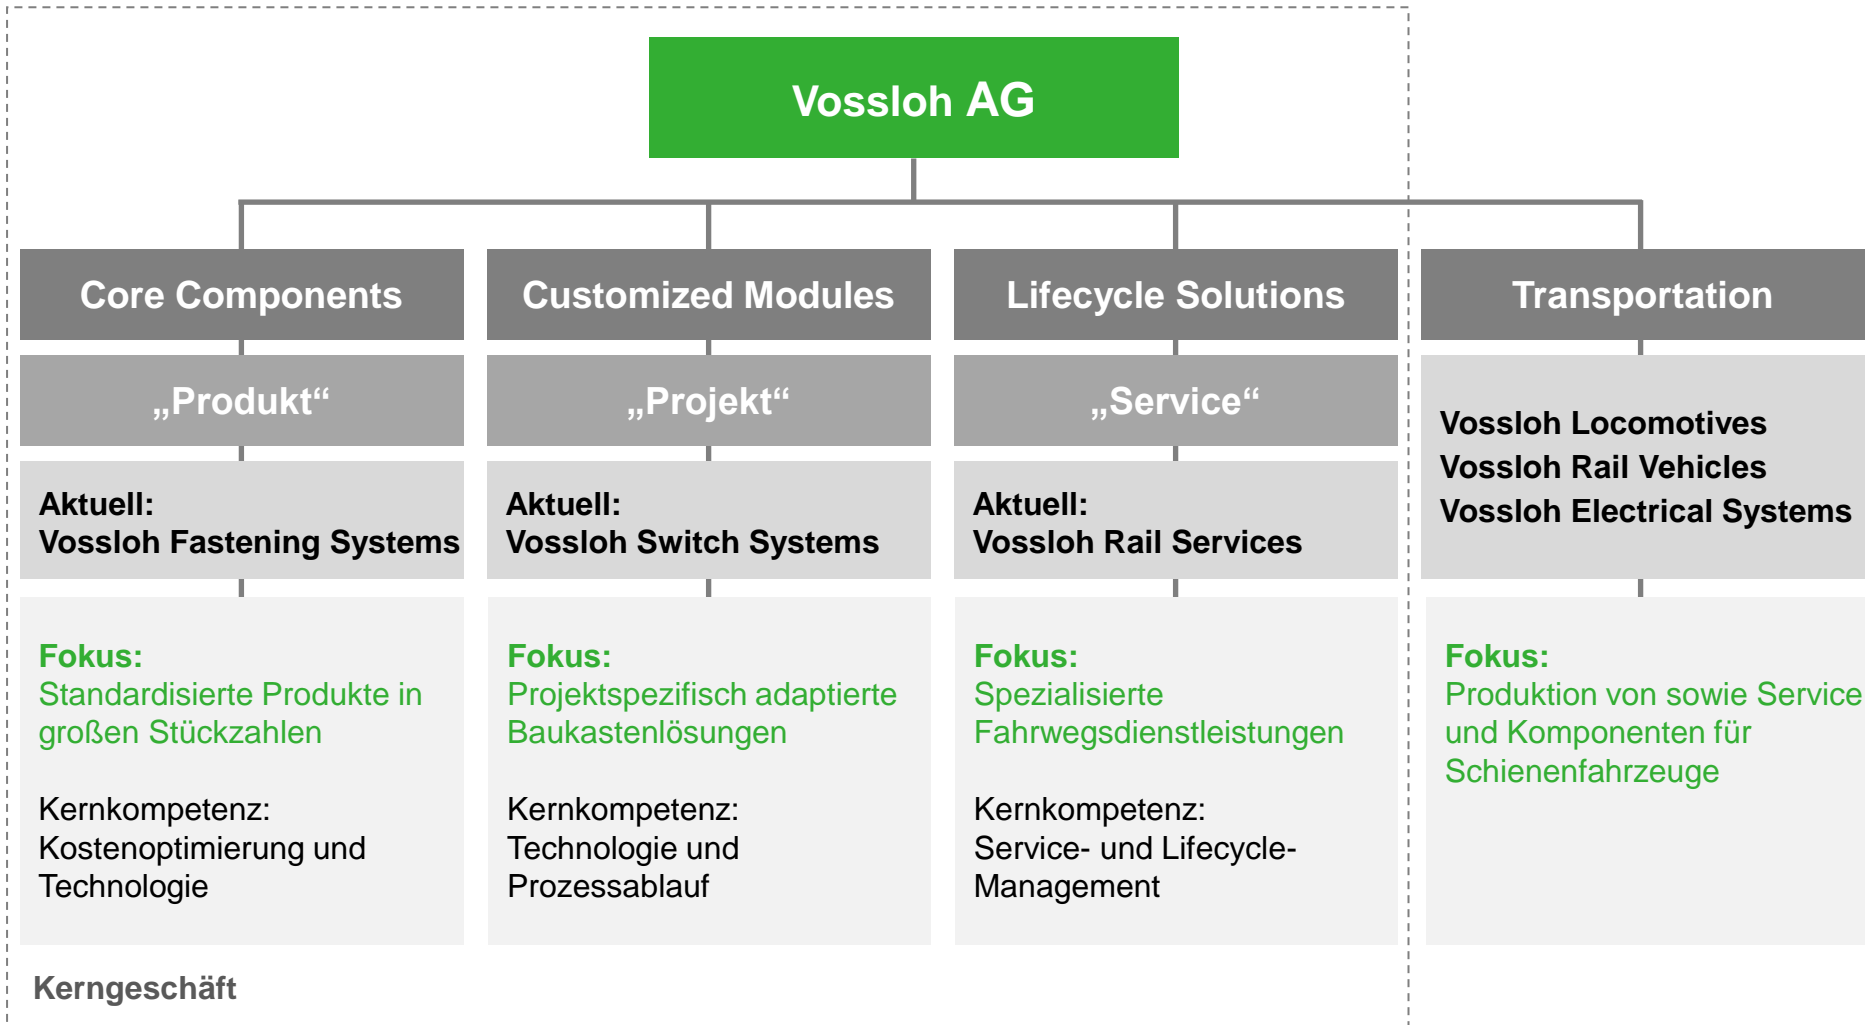 Vossloh AG
Core Components
Customized Modules
Lifecycle Solutions
Transportation
„Produkt“
„Projekt“
„Service“
Aktuell:
Vossloh Fastening Systems
Aktuell:
Vossloh Switch Systems
Aktuell:
Vossloh Rail Services
Vossloh Locomotives
Vossloh Rail Vehicles
Vossloh Electrical Systems
Fokus:
Standardisierte Produkte in
großen Stückzahlen
Kernkompetenz:
Kostenoptimierung und
Technologie
Fokus:
Projektspezifisch adaptierte
Baukastenlösungen
Kernkompetenz:
Technologie und
Prozessablauf
Fokus:
Spezialisierte
Fahrwegsdienstleistungen
Kernkompetenz:
Service- und Lifecycle-
Management
Fokus:
Produktion von sowie Service
und Komponenten für
Schienenfahrzeuge
Kerngeschäft